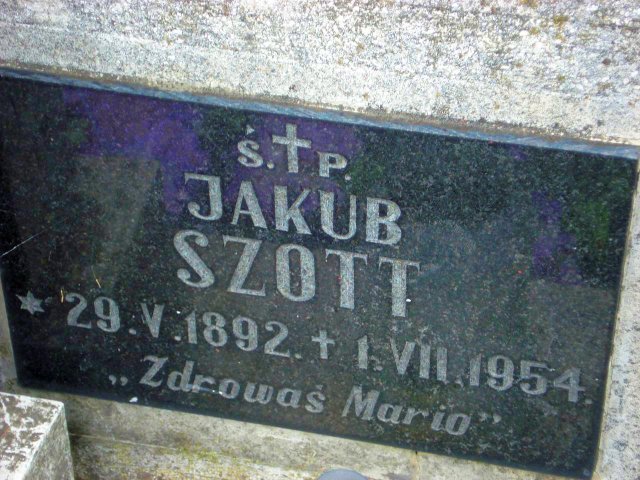 Ś.†P.
JAKUB
SZOTT
* 29.V.1892. † 1.VII.1954.
„Zdrowaś Mario”